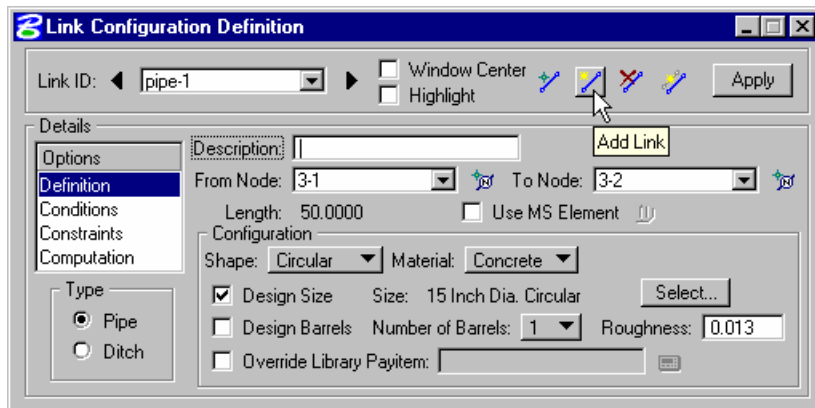 Link Configuration Definition
Link ID: pipe-1 Window Center Apply
Highlight
Add Link
Details
Options Description:
Definition From Node: 3-1 To Node: 3-2
Conditions Length: 50.0000 Use MS Element
Constraints Configuration
Computation Shape: Circular Material: Concrete
Type Design Size Size: 15 Inch Dia. Circular Select...
Pipe Design Barrels Number of Barrels: 1 Roughness: 0.013
Ditch Override Library Payitem: